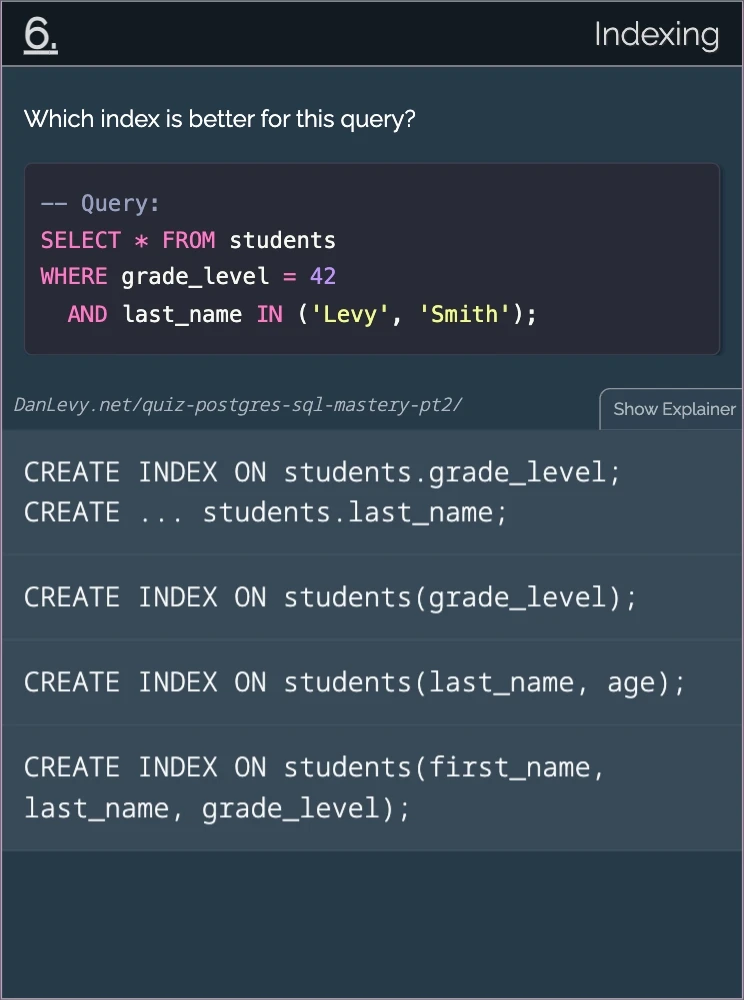 6.
Indexing
Which index is better for this query?
-- Query:
SELECT * FROM students
WHERE grade_level = 42
AND last_name IN ('Levy', 'Smith');
DanLevy.net/quiz-postgres-sql-mastery-pt2/
Show Explainer
CREATE INDEX ON students.grade_level;
CREATE ... students.last_name;
CREATE INDEX ON students(grade_level);
CREATE INDEX ON students(last_name, age);
CREATE INDEX ON students(first_name,
last_name, grade_level);